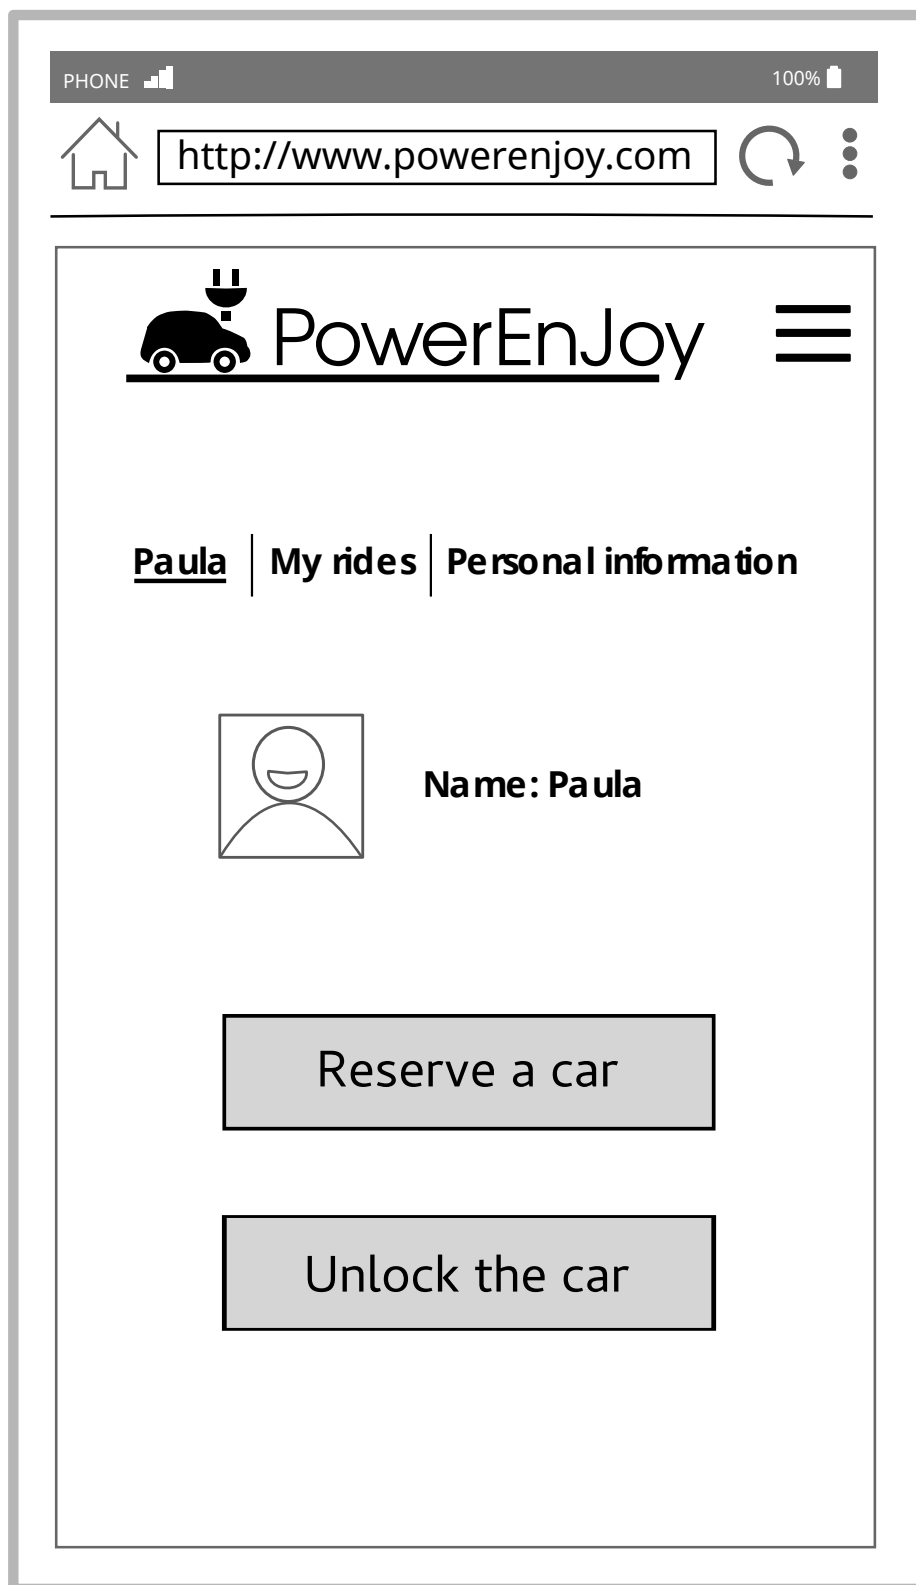 PHONE 100%
http://www.powerenjoy.com
PowerEnJoy
Paula My rides Personal information
Name: Paula
Reserve a car
Unlock the car